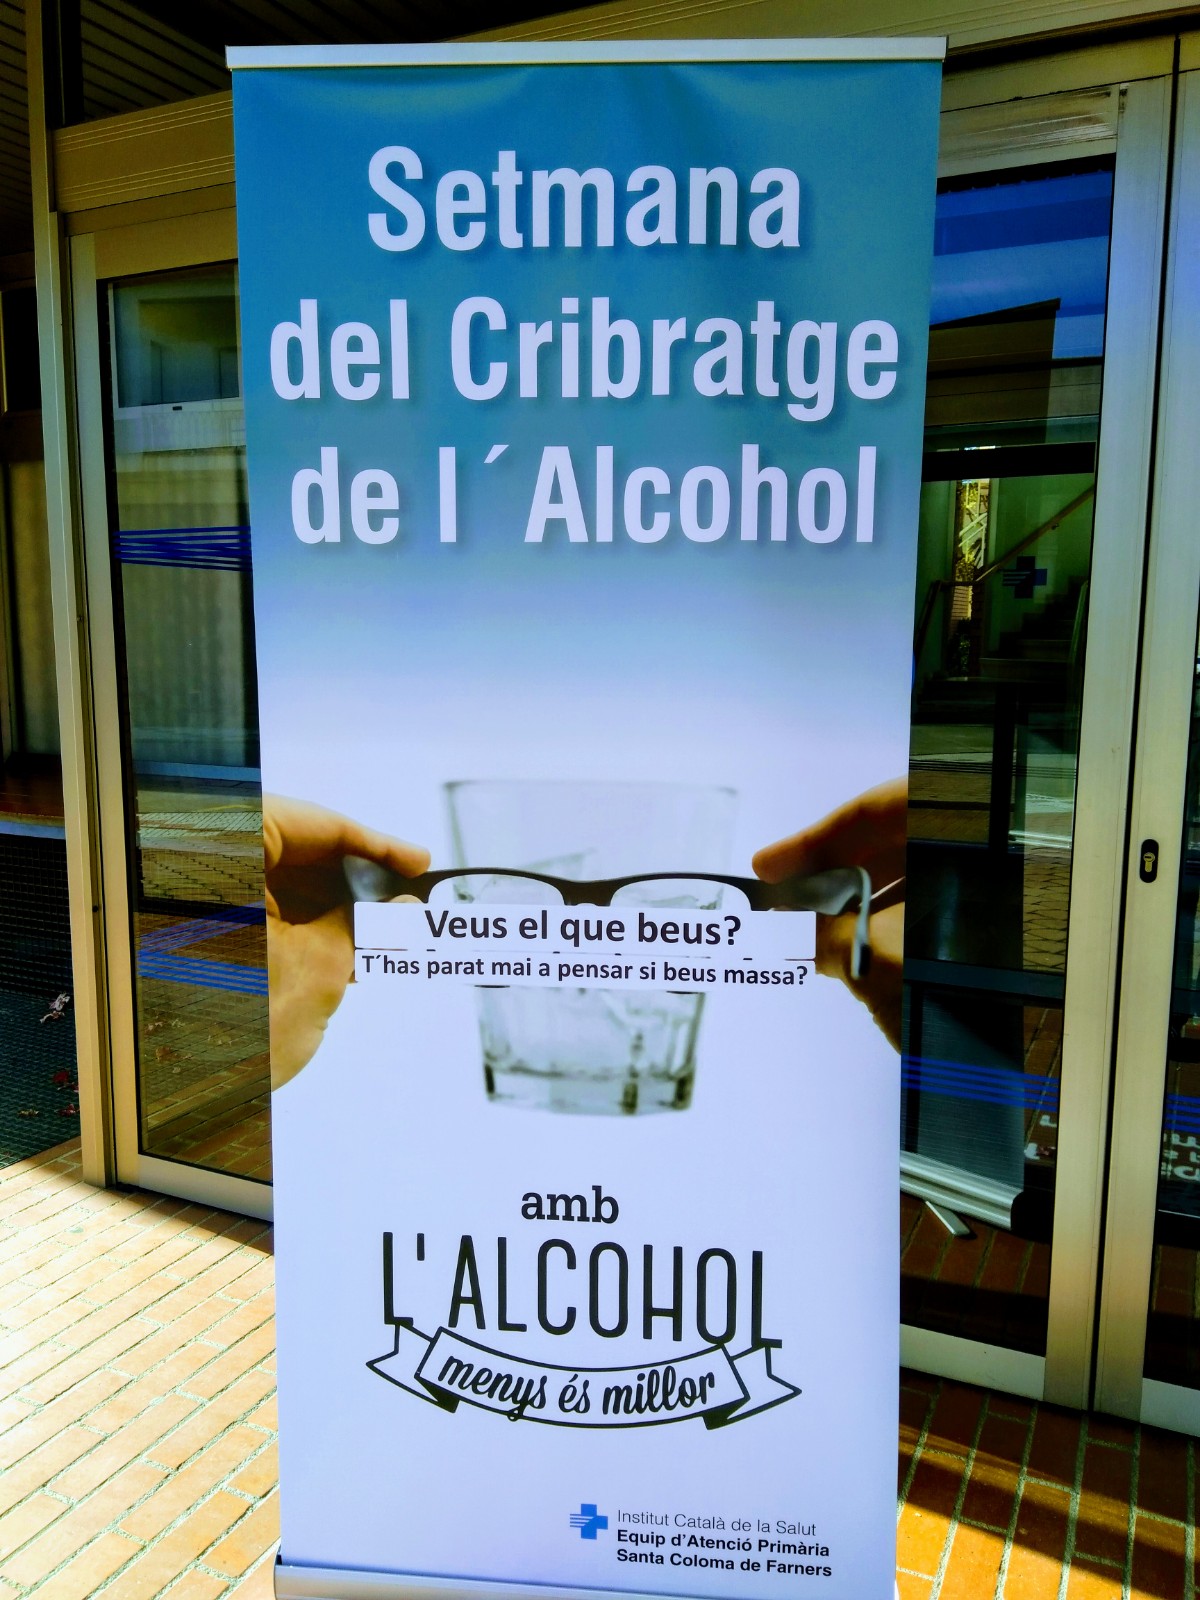 Setmana
del Cribratge
de l´Alcohol
Veus el que beus?
T´has parat mai a pensar si beus massa?
amb
L'ALCOHOL
menys és millor
Institut Català de la Salut
Equip d'Atenció Primària
Santa Coloma de Farners